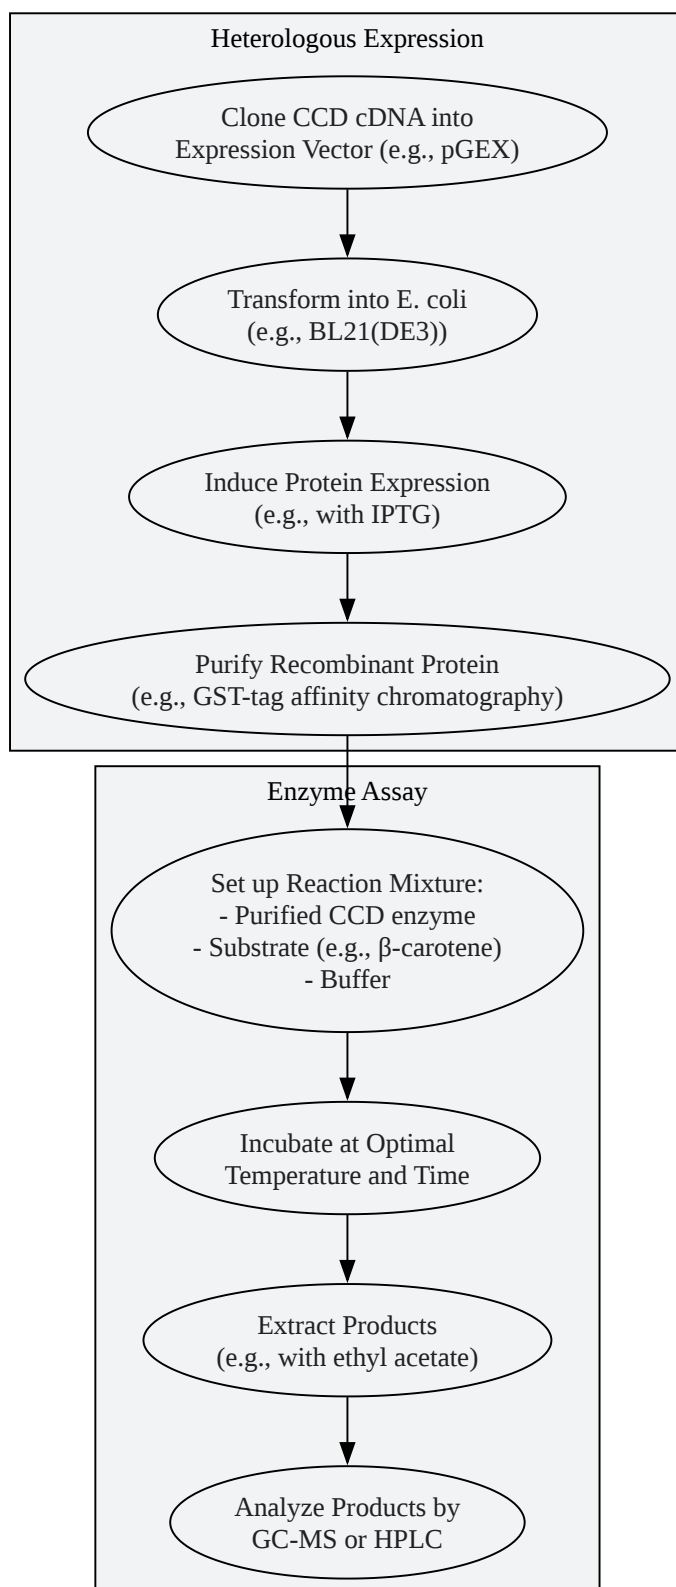 Heterologous Expression
Clone CCD cDNA into
Expression Vector (e.g., pGEX)
Transform into E. coli
(e.g., BL21(DE3))
Induce Protein Expression
(e.g., with IPTG)
Purify Recombinant Protein
(e.g., GST-tag affinity chromatography)
Enzyme Assay
Set up Reaction Mixture:
- Purified CCD enzyme
- Substrate (e.g., β-carotene)
- Buffer
Incubate at Optimal
Temperature and Time
Extract Products
(e.g., with ethyl acetate)
Analyze Products by
GC-MS or HPLC